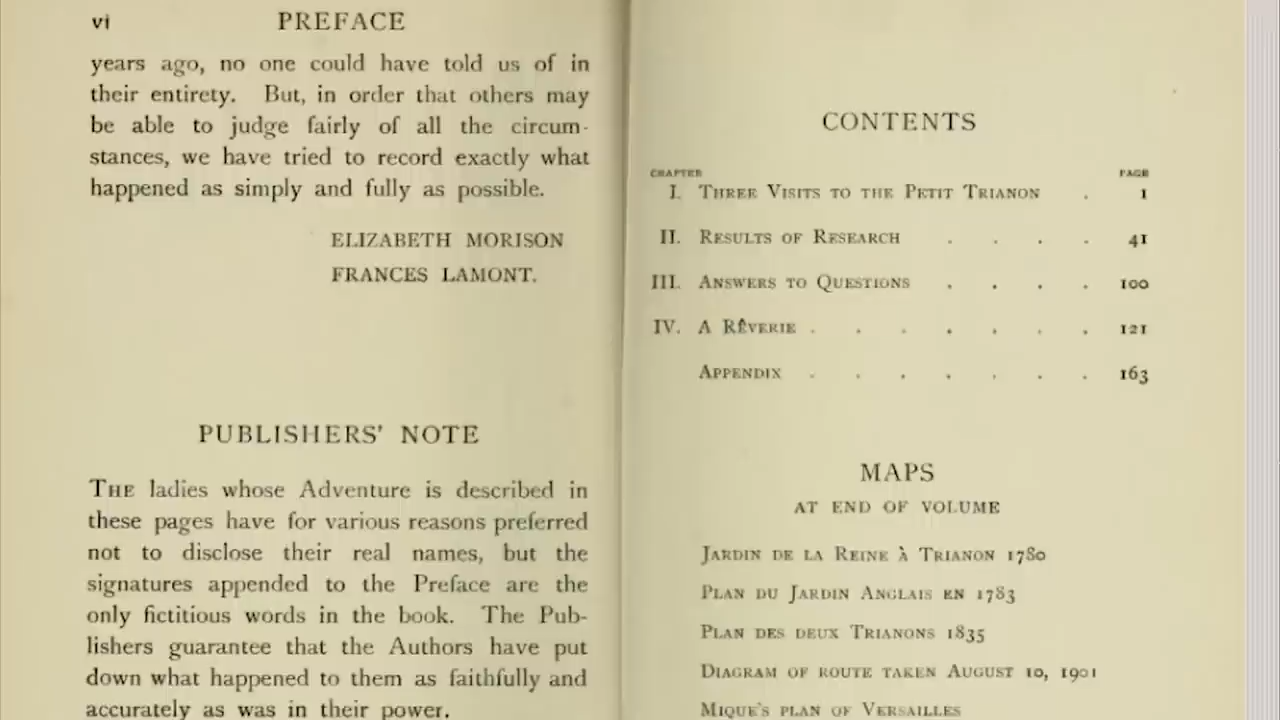 vi PREFACE
years ago, no one could have told us of in
their entirety. But, in order that others may
be able to judge fairly of all the circum-
stances, we have tried to record exactly what
happened as simply and fully as possible.
ELIZABETH MORISON
FRANCES LAMONT.
PUBLISHERS' NOTE
THE ladies whose Adventure is described in
these pages have for various reasons preferred
not to disclose their real names, but the
signatures appended to the Preface are the
only fictitious words in the book. The Pub-
lishers guarantee that the Authors have put
down what happened to them as faithfully and
accurately as was in their power.
CONTENTS
CHAPTER PAGE
I. THREE VISITS TO THE PETIT TRIANON . 1
II. RESULTS OF RESEARCH . . . . 41
III. ANSWERS TO QUESTIONS . . . . 100
IV. A RÊVERIE . . . . . . . 121
APPENDIX . . . . . . . 163
MAPS
AT END OF VOLUME
JARDIN DE LA REINE À TRIANON 1780
PLAN DU JARDIN ANGLAIS EN 1783
PLAN DES DEUX TRIANONS 1835
DIAGRAM OF ROUTE TAKEN AUGUST 10, 1901
MIQUE'S PLAN OF VERSAILLES